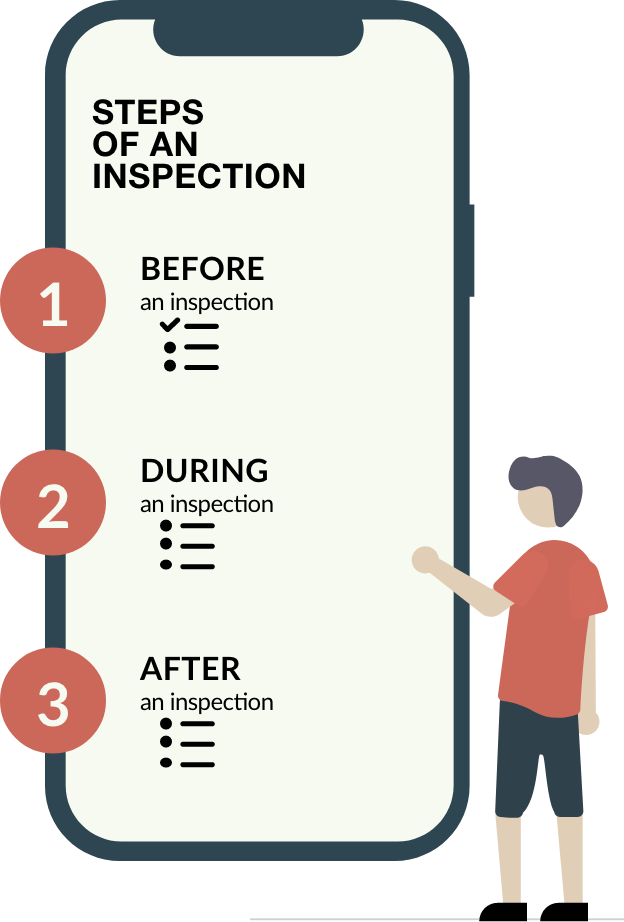 STEPS
OF AN
INSPECTION
1
BEFORE
an inspection
2
DURING
an inspection
3
AFTER
an inspection